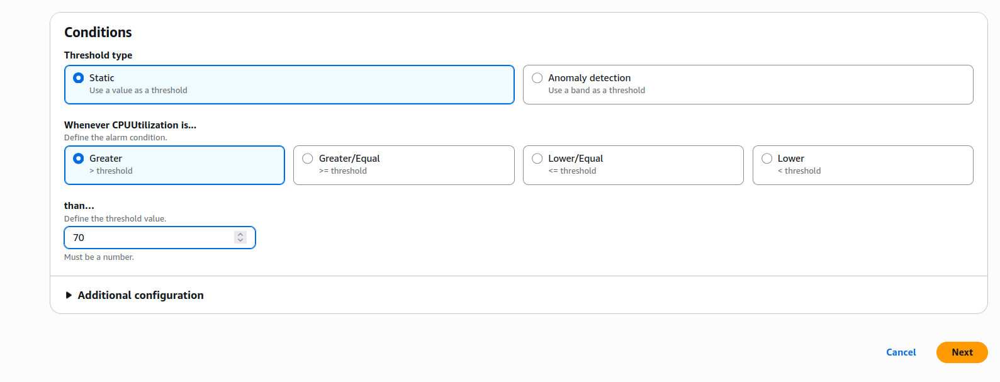 Conditions
Threshold type
Static
Use a value as a threshold
Anomaly detection
Use a band as a threshold
Whenever CPUUtilization is...
Define the alarm condition.
Greater
> threshold
Greater/Equal
>= threshold
Lower/Equal
<= threshold
Lower
< threshold
than...
Define the threshold value.
70
Must be a number.
Additional configuration
Cancel
Next